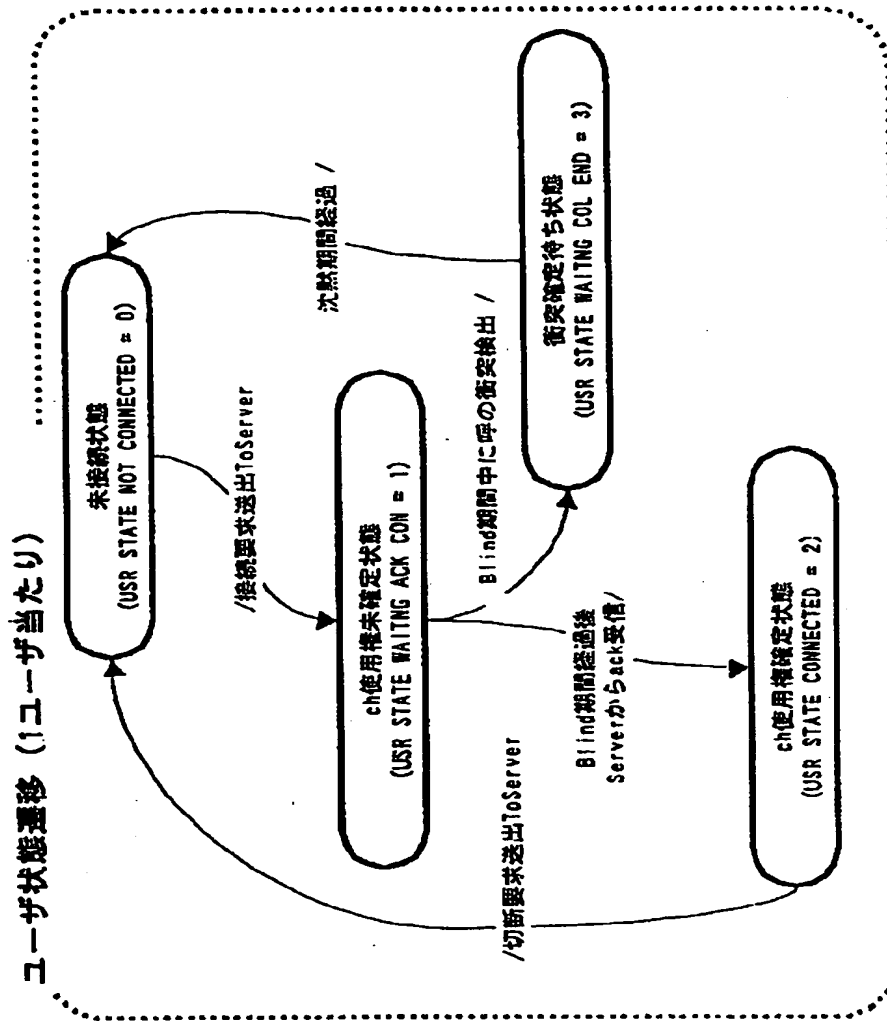 ユーザ状態遷移 (1ユーザ当たり)
未接続状態
(USR STATE NOT CONNECTED = 0)
/接続要求送出ToServer
沈黙期間経過 /
ch使用権未確定状態
(USR STATE WAITNG ACK CON = 1)
Blind期間中に呼の衝突検出 /
衝突確定待ち状態
(USR STATE WAITNG COL END = 3)
Blind期間経過後
Serverからack受信/
/切断要求送出ToServer
ch使用権確定状態
(USR STATE CONNECTED = 2)